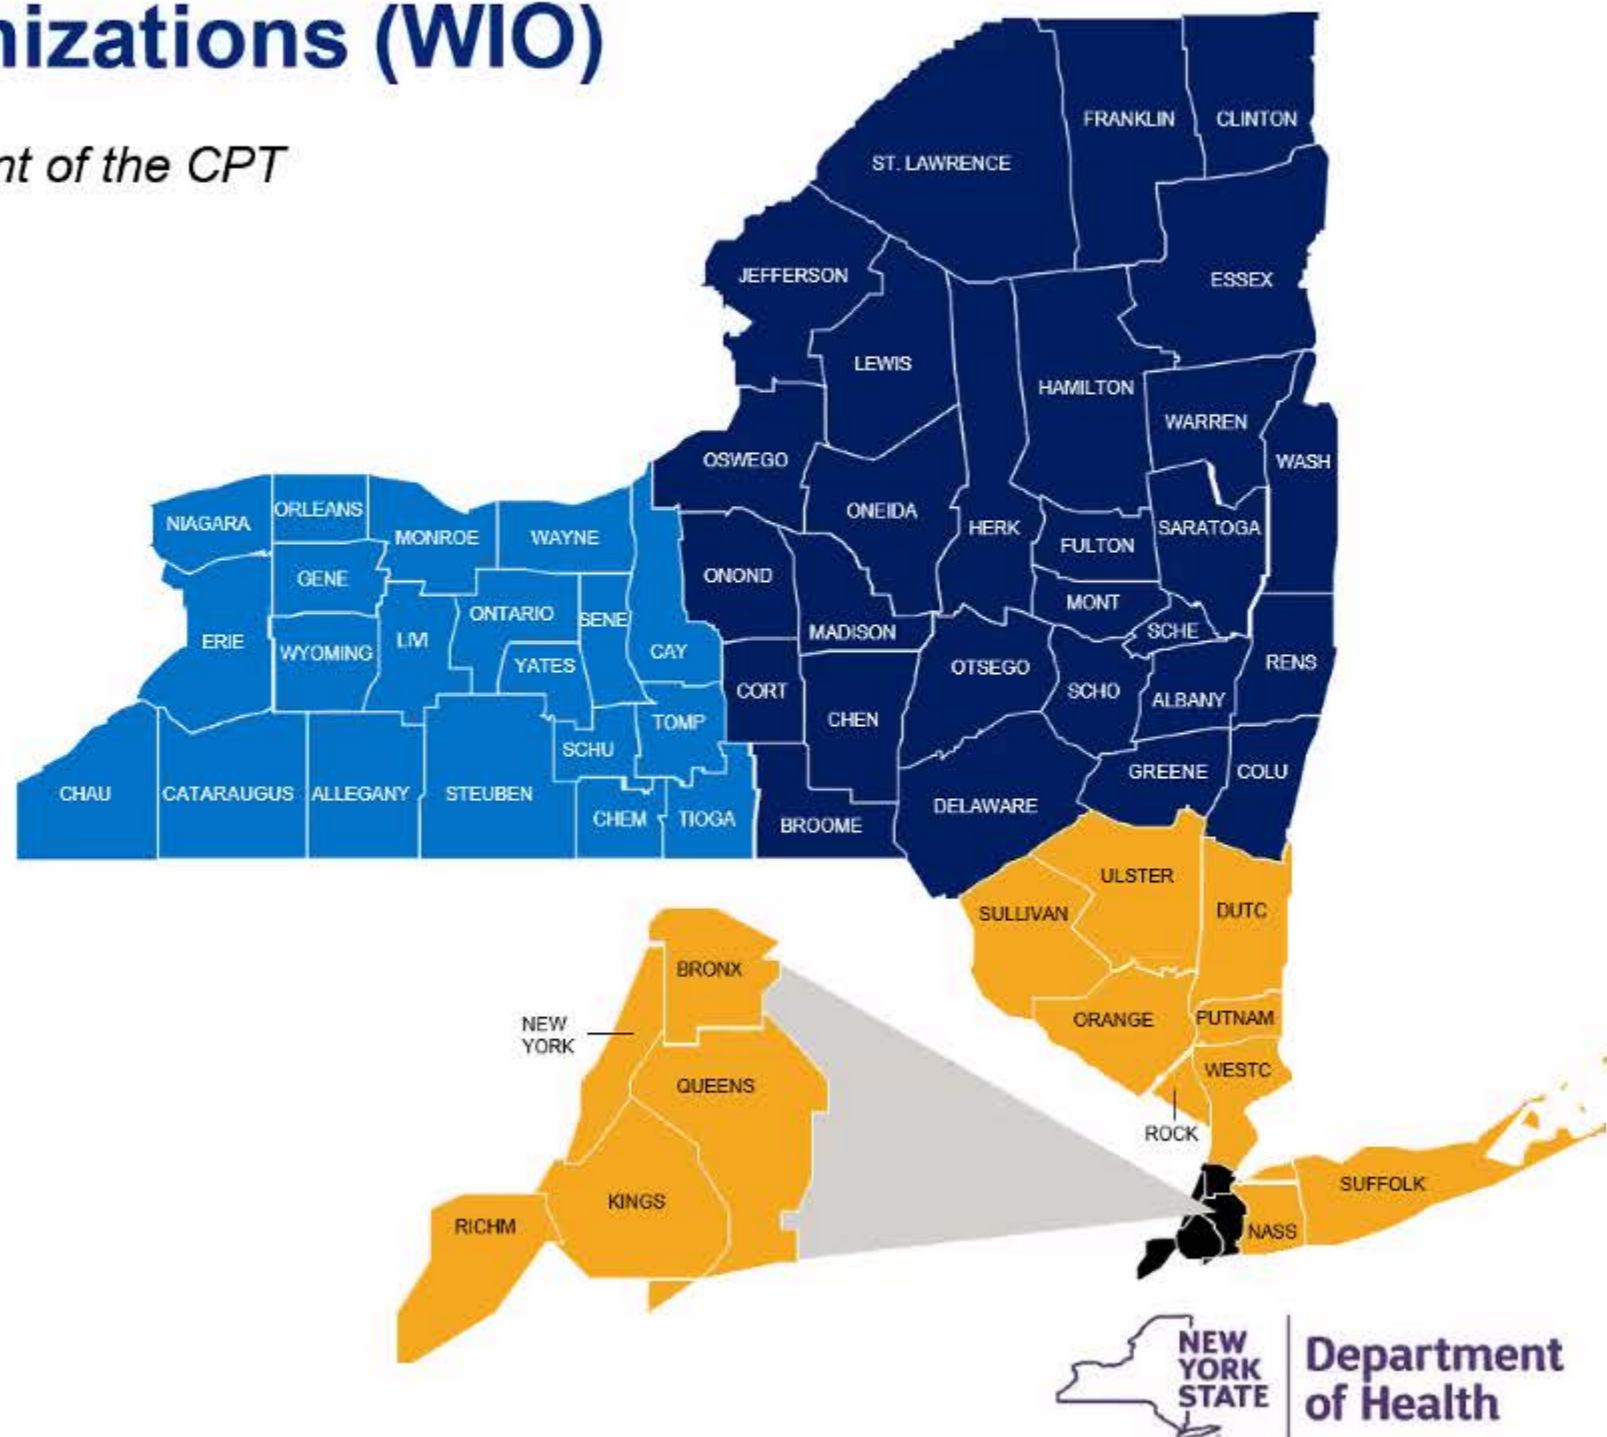 nizations (WIO)
nt of the CPT
FRANKLIN
CLINTON
ST. LAWRENCE
JEFFERSON
ESSEX
LEWIS
HAMILTON
WARREN
OSWEGO
WASH
ONEIDA
HERK
SARATOGA
FULTON
NIAGARA
ORLEANS
MONROE
WAYNE
GENE
ONOND
ONTARIO
SENE
MONT
MADISON
SCHE
ERIE
WYOMING
LIVI
YATES
CAY
OTSEGO
RENS
CORT
SCHO
ALBANY
CHEN
TOMP
SCHU
GREENE
COLU
CHAU
CATARAUGUS
ALLEGANY
STEUBEN
CHEM
TIOGA
BROOME
DELAWARE
ULSTER
SULLIVAN
DUTC
BRONX
NEW
YORK
ORANGE
PUTNAM
QUEENS
WESTC
ROCK
KINGS
RICHM
SUFFOLK
NASS
NEW
YORK
STATE
Department
of Health